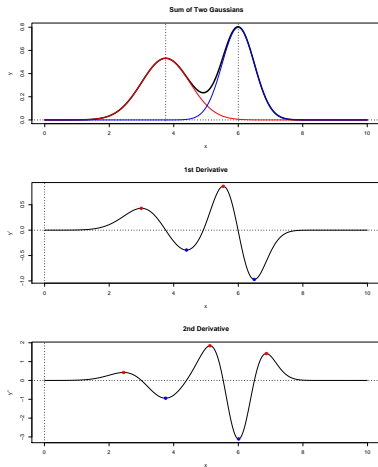 Sum of Two Gaussians
y
0.0 0.2 0.4 0.6 0.8
0 2 4 6 8 10
x
1st Derivative
y'
-1.0 -0.5 0.0 0.5
0 2 4 6 8 10
x
2nd Derivative
y''
-3 -2 -1 0 1 2
0 2 4 6 8 10
x